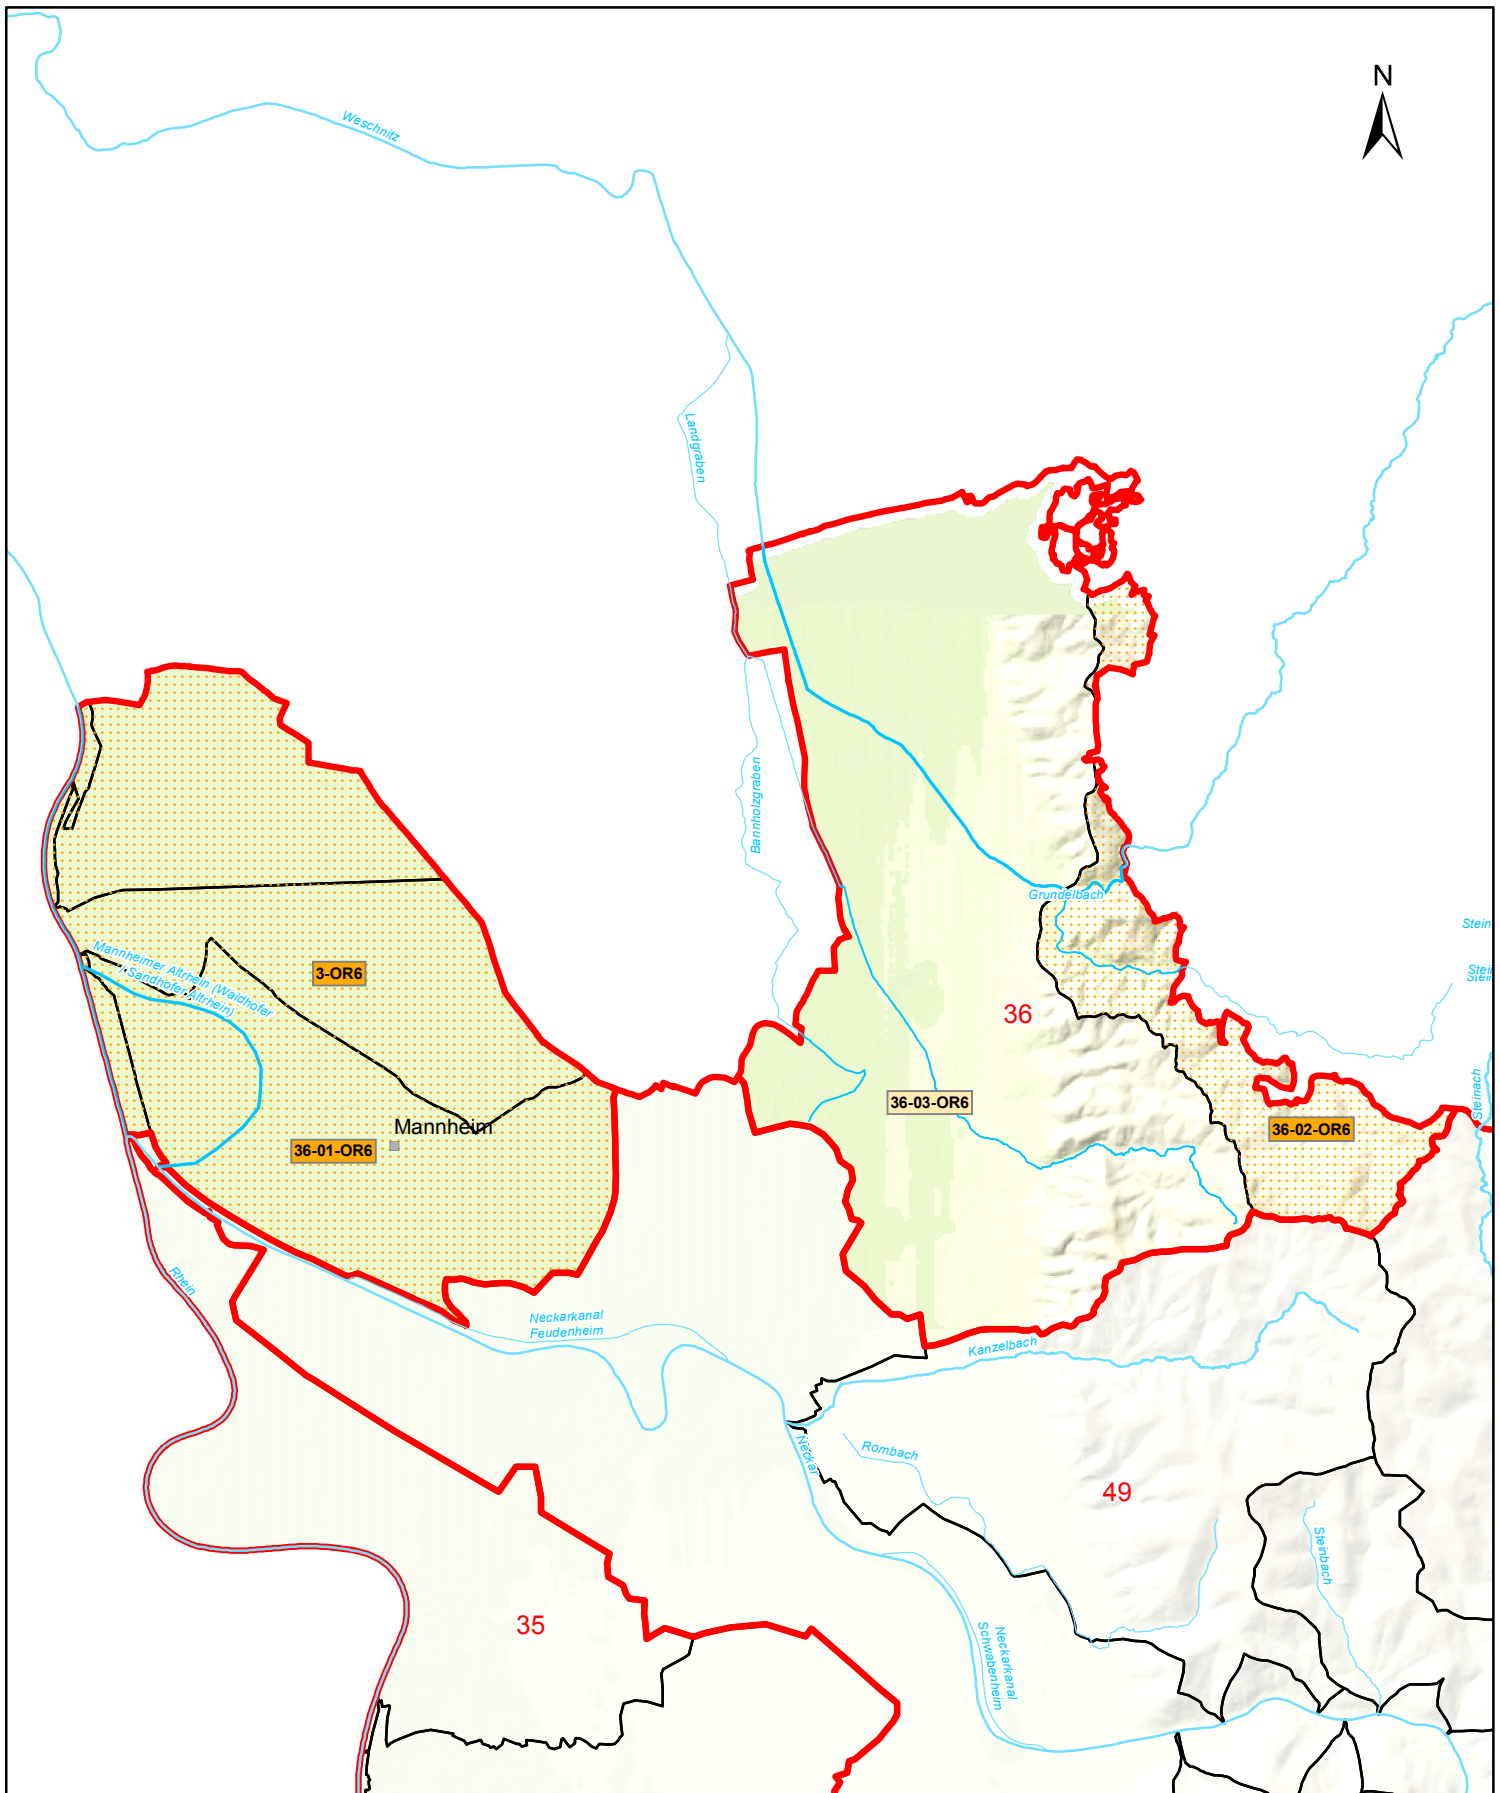 N
Weschnitz
Landgraben
Bannholzgraben
Grundelbach
Stein
Stei
Stein
Mannheimer Altrhein (Waldhofer
/ Sandhofer Altrhein)
3-OR6
36
36-03-OR6
Steinach
36-02-OR6
Mannheim
36-01-OR6
Rhein
Neckarkanal
Feudenheim
Kanzelbach
Neckar
Rombach
49
Steinbach
35
Neckarkanal
Schwabenheim